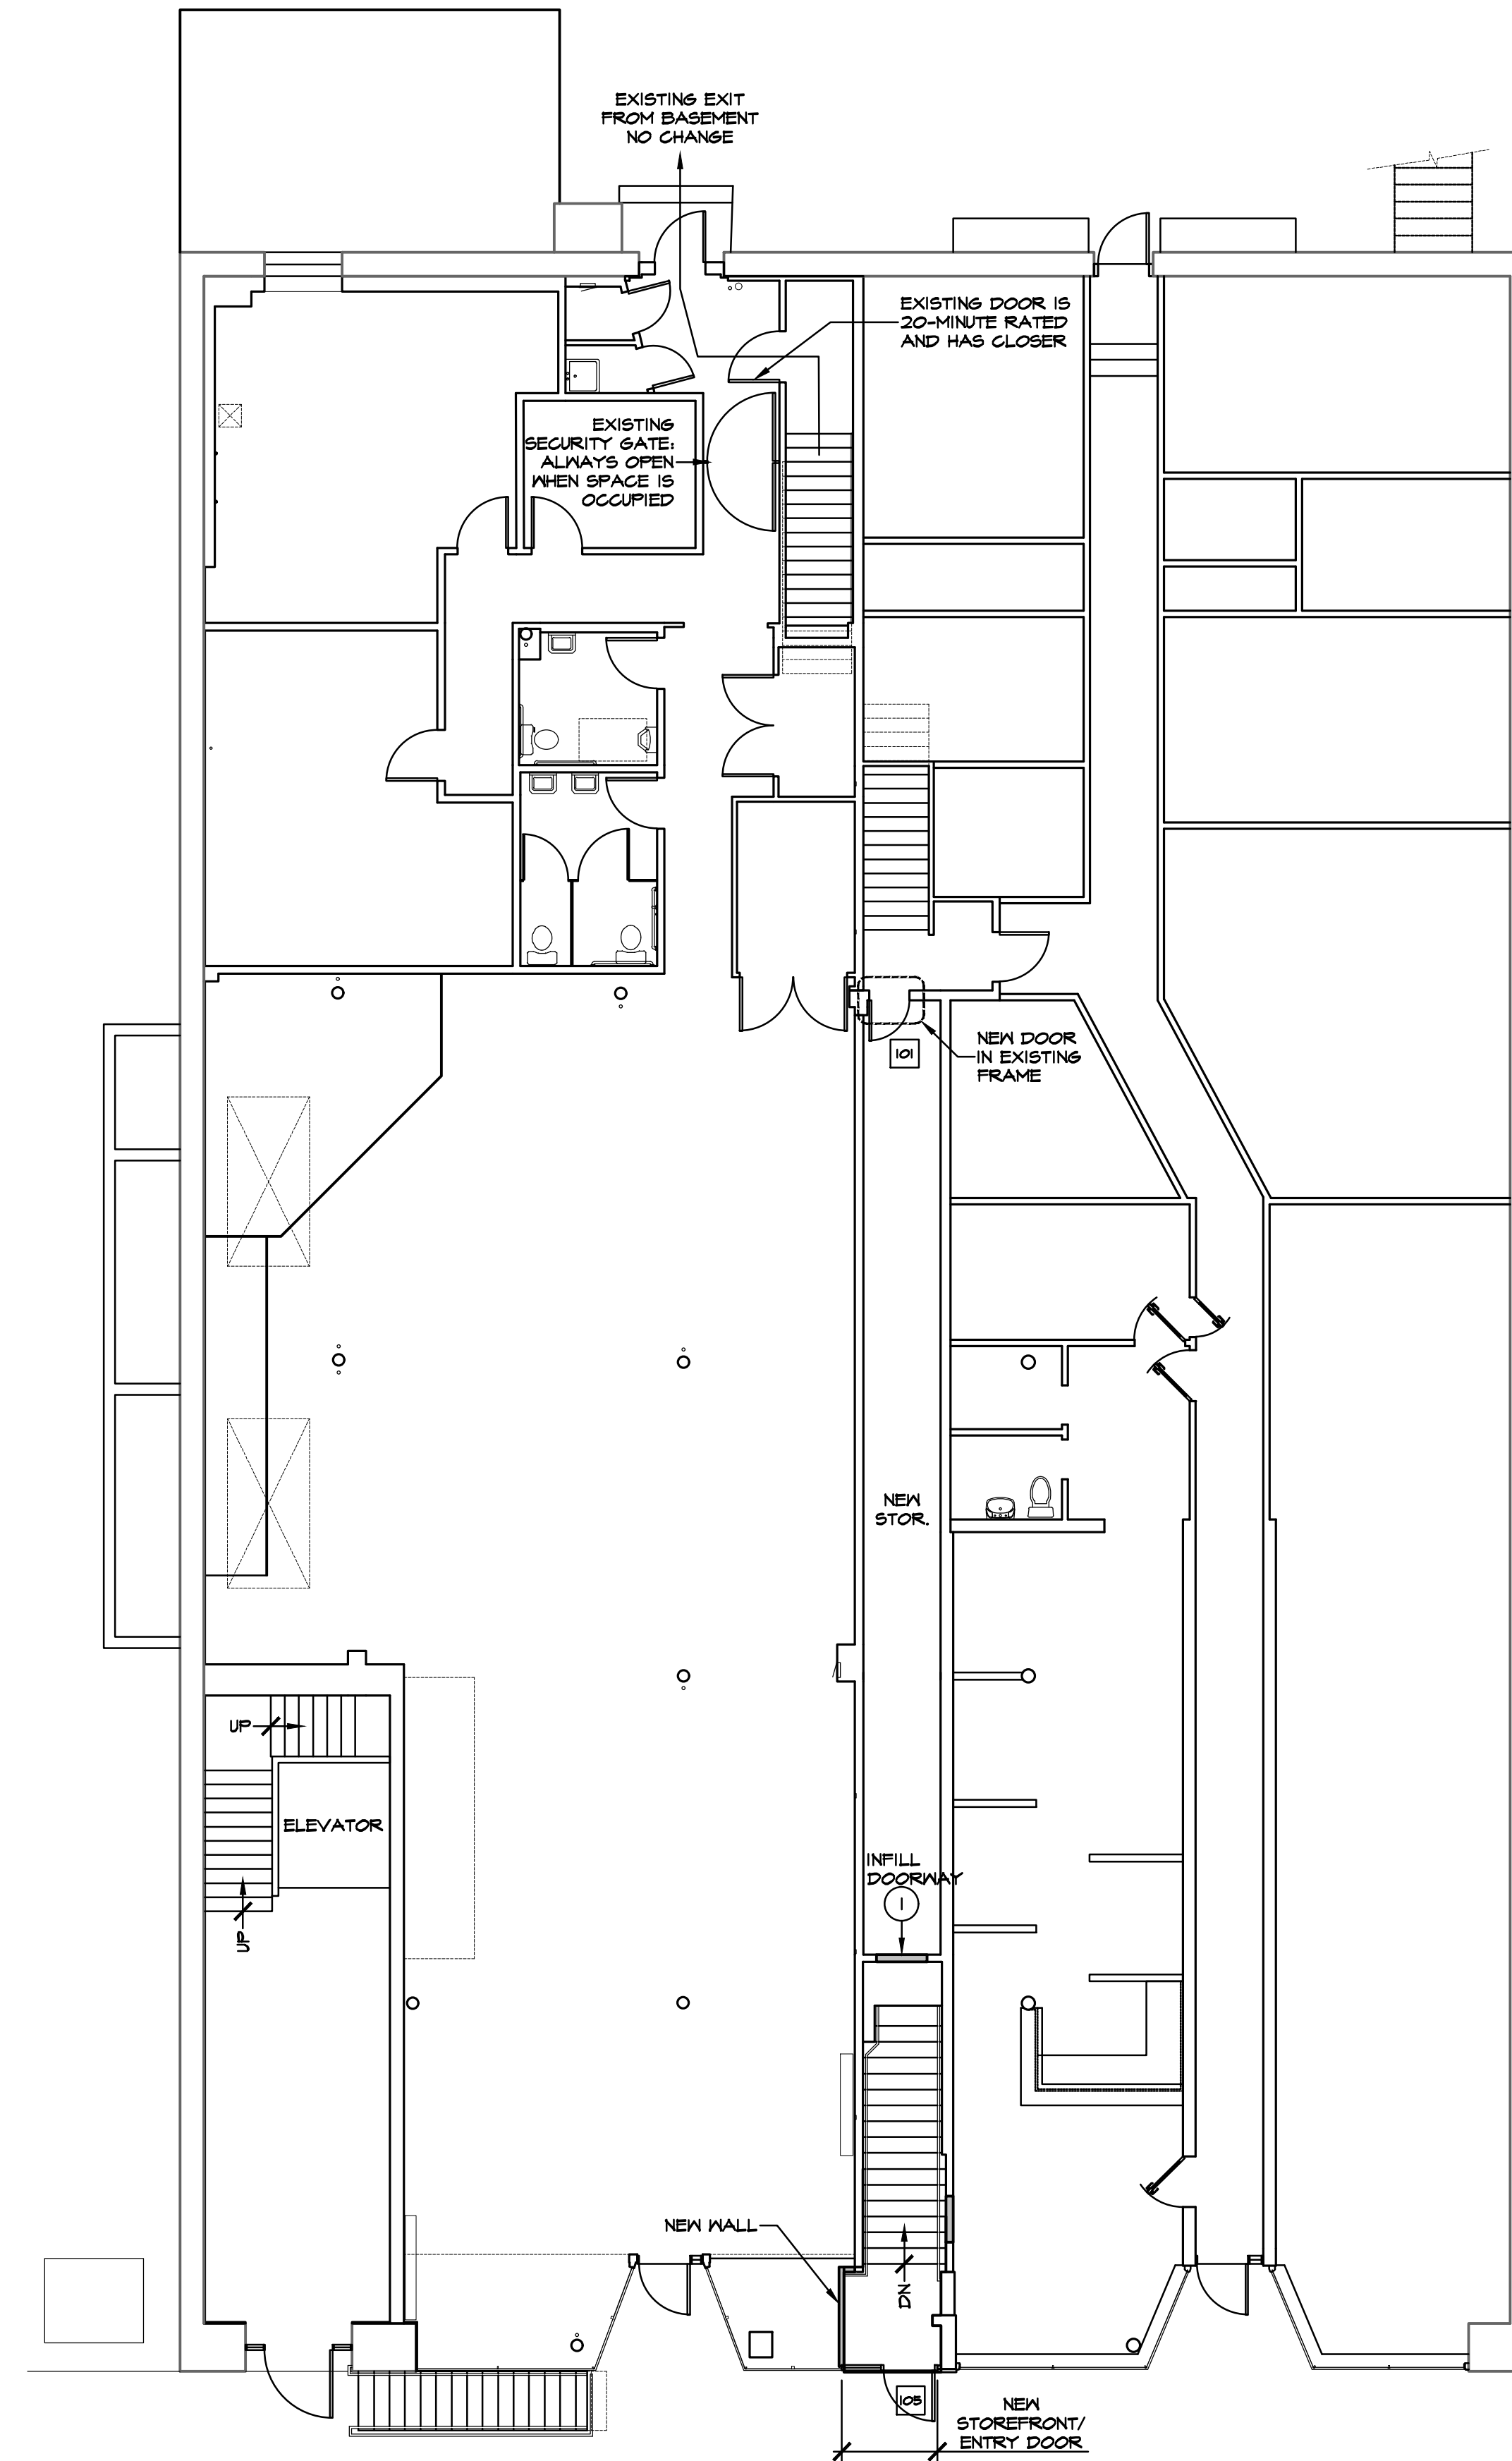 EXISTING EXIT
FROM BASEMENT
NO CHANGE
EXISTING DOOR IS
20-MINUTE RATED
AND HAS CLOSER
EXISTING
SECURITY GATE:
ALWAYS OPEN
WHEN SPACE IS
OCCUPIED
101
NEW DOOR
IN EXISTING
FRAME
NEW
STOR.
UP
ELEVATOR
UP
INFILL
DOORWAY
1
NEW WALL
DN
105
NEW
STOREFRONT/
ENTRY DOOR